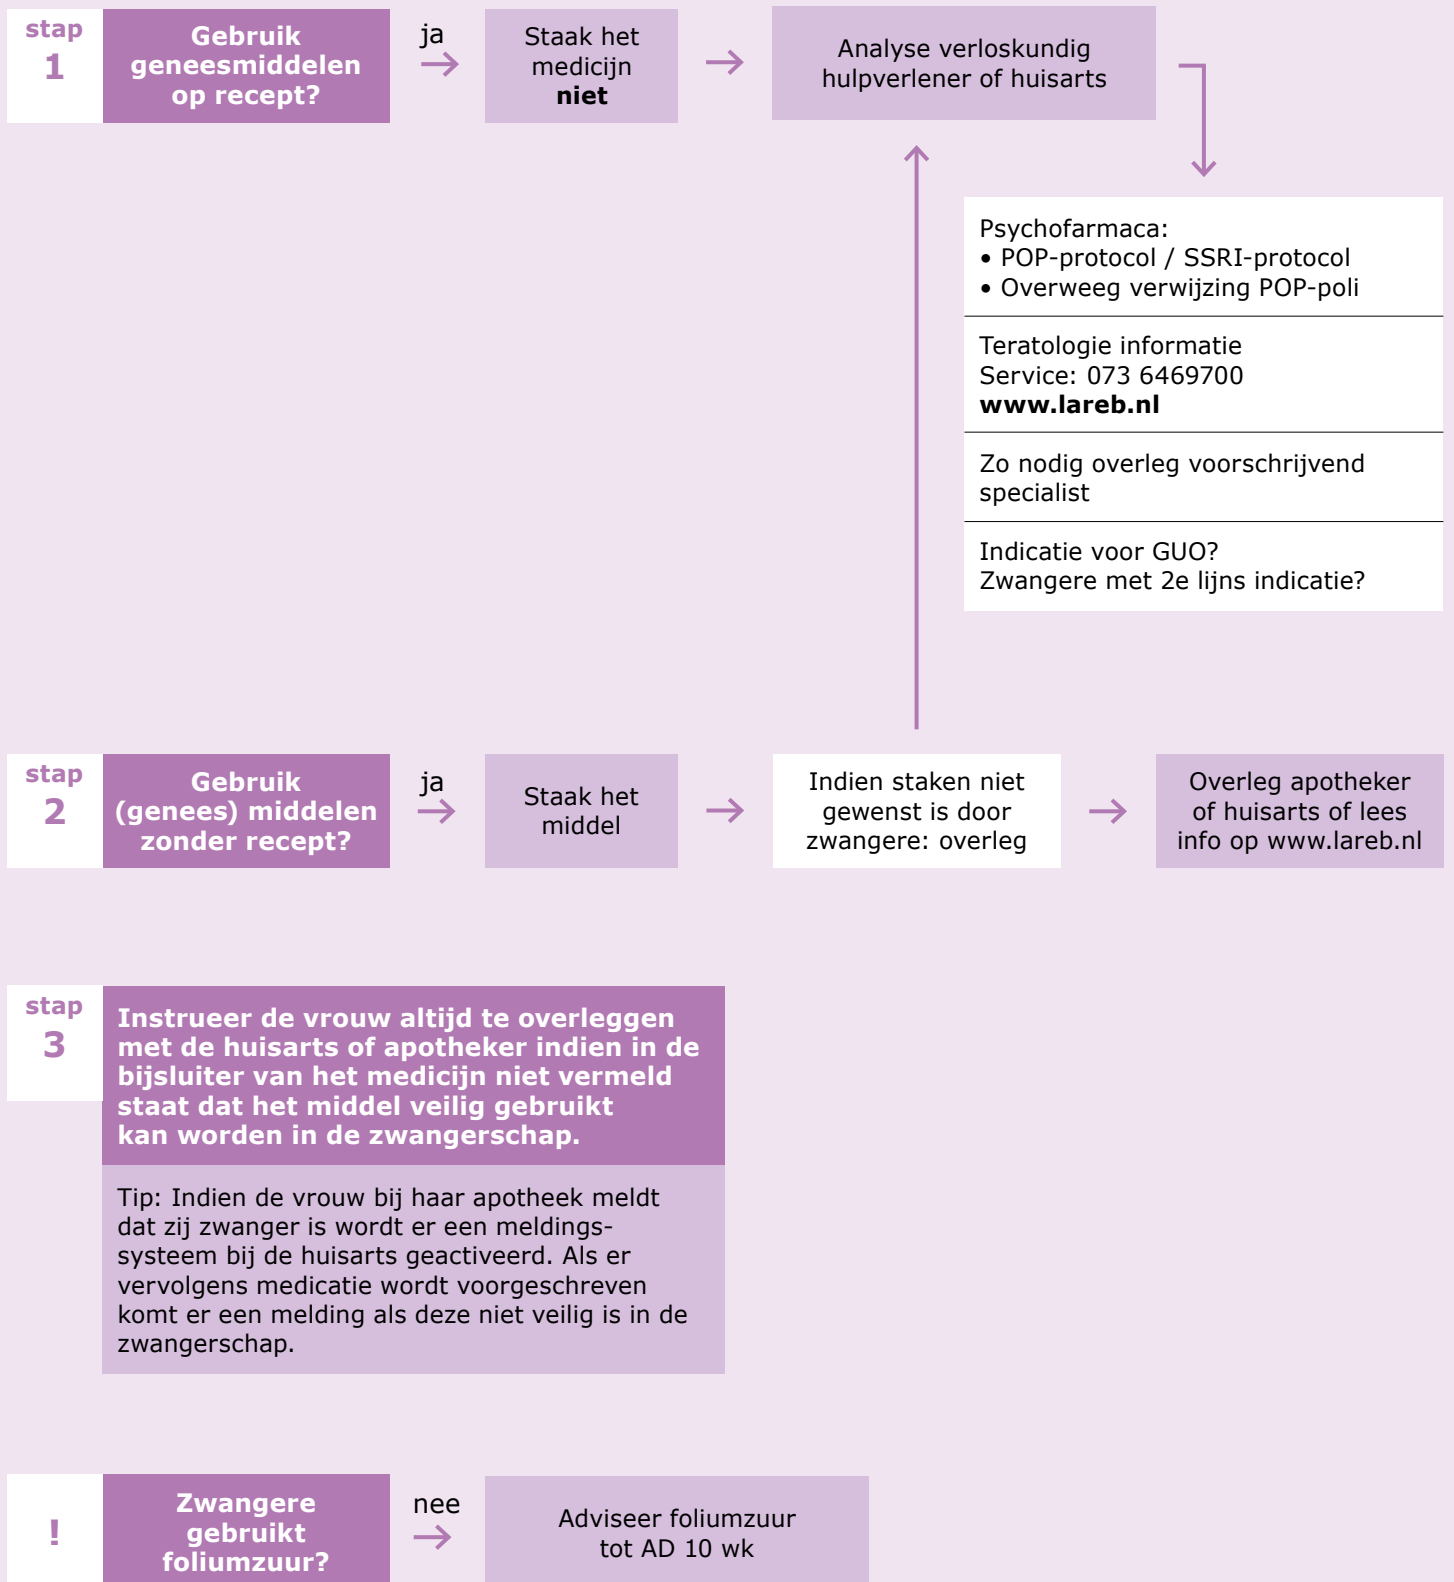 stap
1
Gebruik
geneesmiddelen
op recept?
ja
Staak het
medicijn
niet
Analyse verloskundig
hulpverlener of huisarts
Psychofarmaca:
• POP-protocol / SSRI-protocol
• Overweeg verwijzing POP-poli
Teratologie informatie
Service: 073 6469700
www.lareb.nl
Zo nodig overleg voorschrijvend
specialist
Indicatie voor GUO?
Zwangere met 2e lijns indicatie?
stap
2
Gebruik
(genees) middelen
zonder recept?
ja
Staak het
middel
Indien staken niet
gewenst is door
zwangere: overleg
Overleg apotheker
of huisarts of lees
info op www.lareb.nl
stap
3
Instrueer de vrouw altijd te overleggen
met de huisarts of apotheker indien in de
bijsluiter van het medicijn niet vermeld
staat dat het middel veilig gebruikt
kan worden in de zwangerschap.
Tip: Indien de vrouw bij haar apotheek meldt
dat zij zwanger is wordt er een meldings-
systeem bij de huisarts geactiveerd. Als er
vervolgens medicatie wordt voorgeschreven
komt er een melding als deze niet veilig is in de
zwangerschap.
!
Zwangere
gebruikt
foliumzuur?
nee
Adviseer foliumzuur
tot AD 10 wk